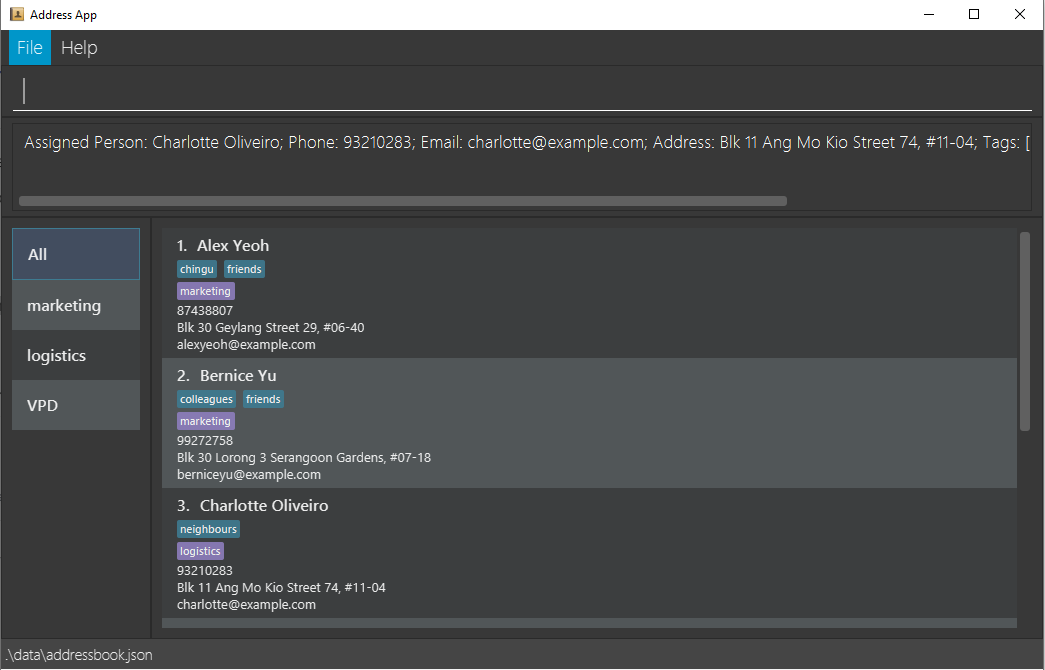 Address App
File Help
Assigned Person: Charlotte Oliveiro; Phone: 93210283; Email: charlotte@example.com; Address: Blk 11 Ang Mo Kio Street 74, #11-04; Tags: [
All
marketing
logistics
VPD
1. Alex Yeoh
chingu friends
marketing
87438807
Blk 30 Geylang Street 29, #06-40
alexyeoh@example.com
2. Bernice Yu
colleagues friends
marketing
99272758
Blk 30 Lorong 3 Serangoon Gardens, #07-18
berniceyu@example.com
3. Charlotte Oliveiro
neighbours
logistics
93210283
Blk 11 Ang Mo Kio Street 74, #11-04
charlotte@example.com
.\data\addressbook.json